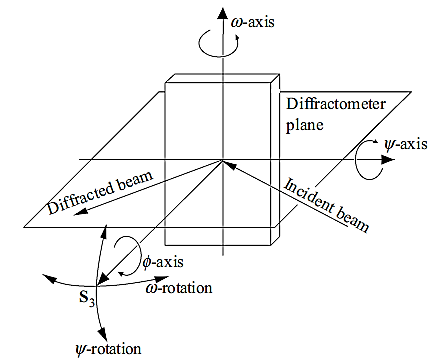 ω-axis
Diffractometer
plane
ψ-axis
Diffracted beam
Incident beam
ϕ-axis
S3
ω-rotation
ψ-rotation